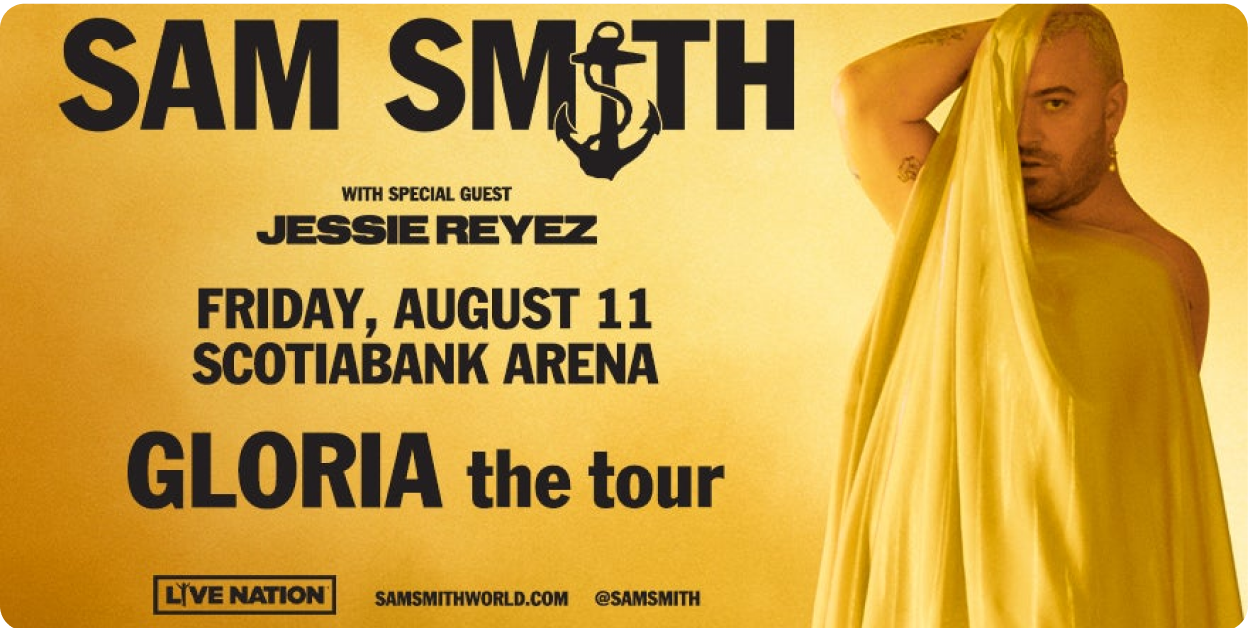 SAM SMITH
WITH SPECIAL GUEST
JESSIE REYEZ
FRIDAY, AUGUST 11
SCOTIABANK ARENA
GLORIA the tour
LIVE NATION SAMSMITHWORLD.COM @SAMSMITH